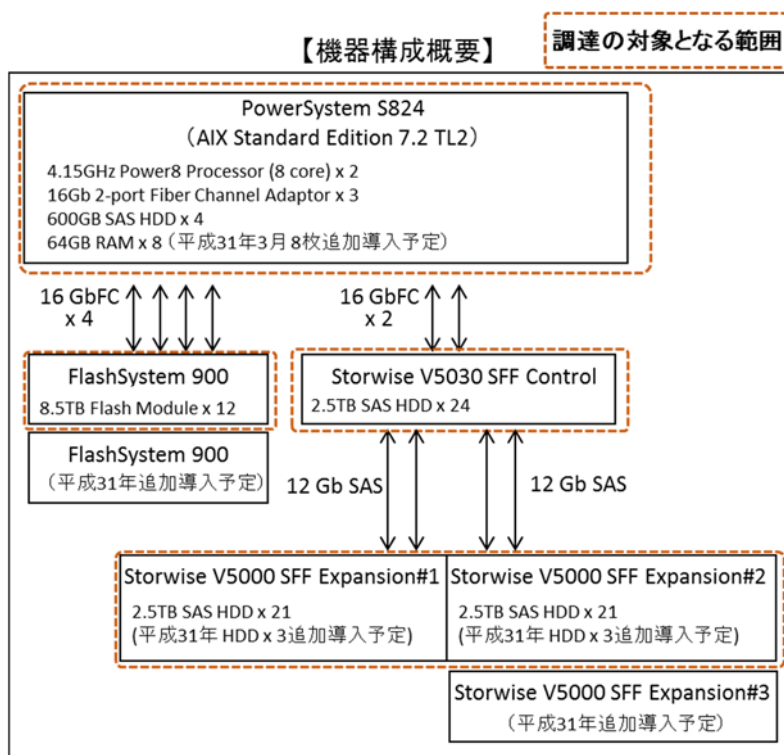 【機器構成概要】
調達の対象となる範囲
PowerSystem S824
（AIX Standard Edition 7.2 TL2）
4.15GHz Power8 Processor (8 core) x 2
16Gb 2-port Fiber Channel Adaptor x 3
600GB SAS HDD x 4
64GB RAM x 8（平成31年3月 8枚追加導入予定）
16 GbFC
x 4
16 GbFC
x 2
FlashSystem 900
8.5TB Flash Module x 12
Storwise V5030 SFF Control
2.5TB SAS HDD x 24
FlashSystem 900
（平成31年追加導入予定）
12 Gb SAS
12 Gb SAS
Storwise V5000 SFF Expansion#1
2.5TB SAS HDD x 21
(平成31年 HDD x 3追加導入予定)
Storwise V5000 SFF Expansion#2
2.5TB SAS HDD x 21
(平成31年 HDD x 3追加導入予定)
Storwise V5000 SFF Expansion#3
（平成31年追加導入予定）